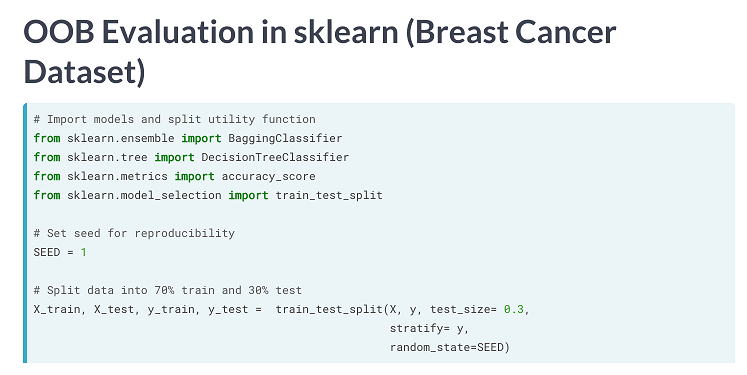 OOB Evaluation in sklearn (Breast Cancer
Dataset)
# Import models and split utility function
from sklearn.ensemble import BaggingClassifier
from sklearn.tree import DecisionTreeClassifier
from sklearn.metrics import accuracy_score
from sklearn.model_selection import train_test_split
# Set seed for reproducibility
SEED = 1
# Split data into 70% train and 30% test
X_train, X_test, y_train, y_test =  train_test_split(X, y, test_size= 0.3,
stratify= y,
random_state=SEED)